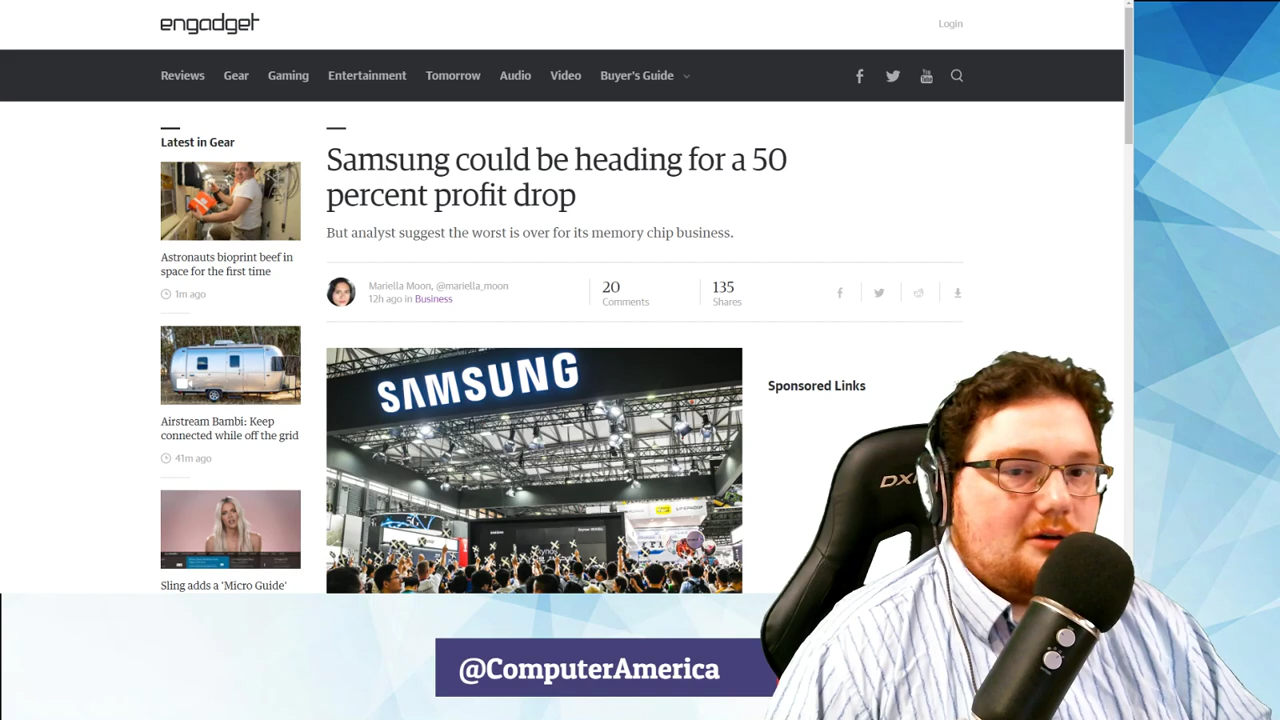 engadget
Login
Reviews Gear Gaming Entertainment Tomorrow Audio Video Buyer's Guide
Latest in Gear
Astronauts bioprint beef in
space for the first time
1m ago
Airstream Bambi: Keep
connected while off the grid
41m ago
Sling adds a 'Micro Guide'
Samsung could be heading for a 50
percent profit drop
But analyst suggest the worst is over for its memory chip business.
Mariella Moon, @mariella_moon
12h ago in Business
20
Comments
135
Shares
SAMSUNG
Sponsored Links
@ComputerAmerica